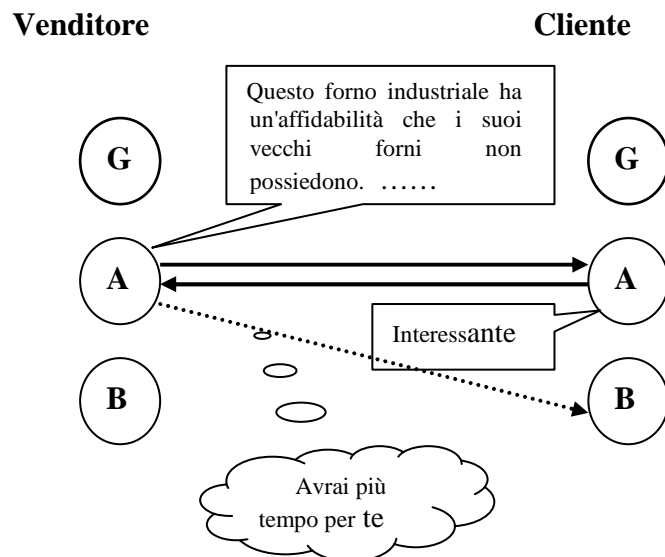 Venditore Cliente
Questo forno industriale ha
un'affidabilità che i suoi
vecchi forni non
possiedono. ......
G G
A A
Interessante
B B
Avrai più
tempo per te